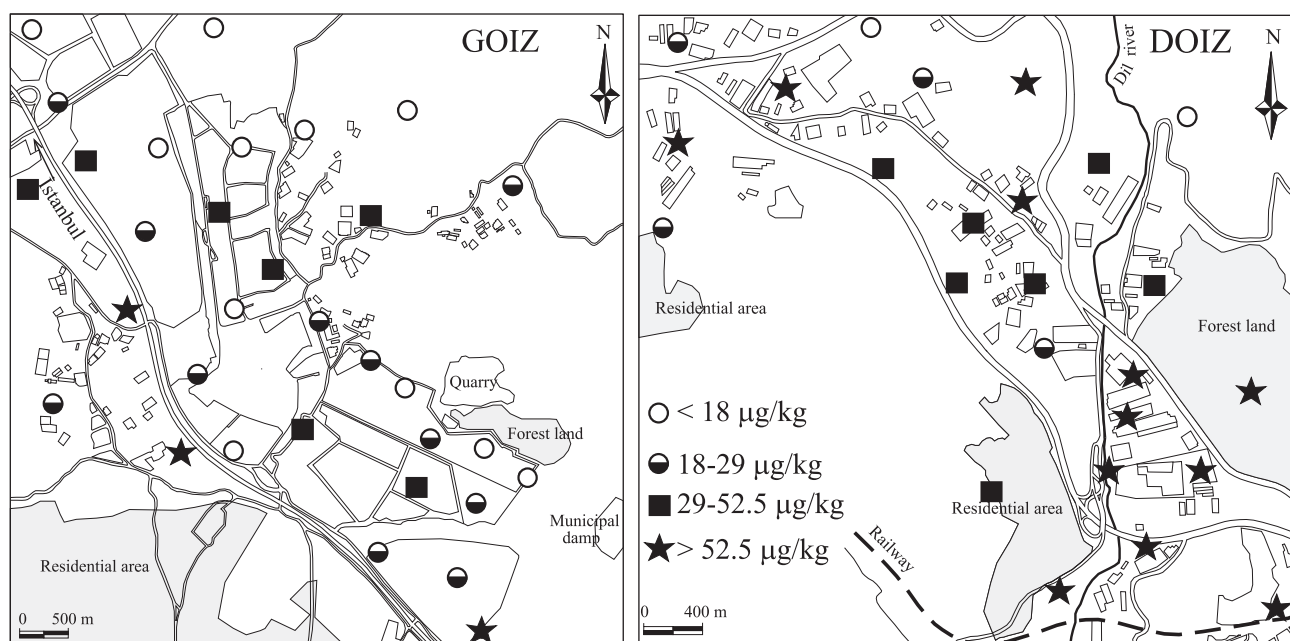 GOIZ
N
Istanbul
Quarry
Forest land
Municipal
damp
Residential area
0 500 m
DOIZ
N
Dil river
Residential area
Forest land
< 18 µg/kg
18-29 µg/kg
29-52.5 µg/kg
> 52.5 µg/kg
Residential area
Railway
0 400 m